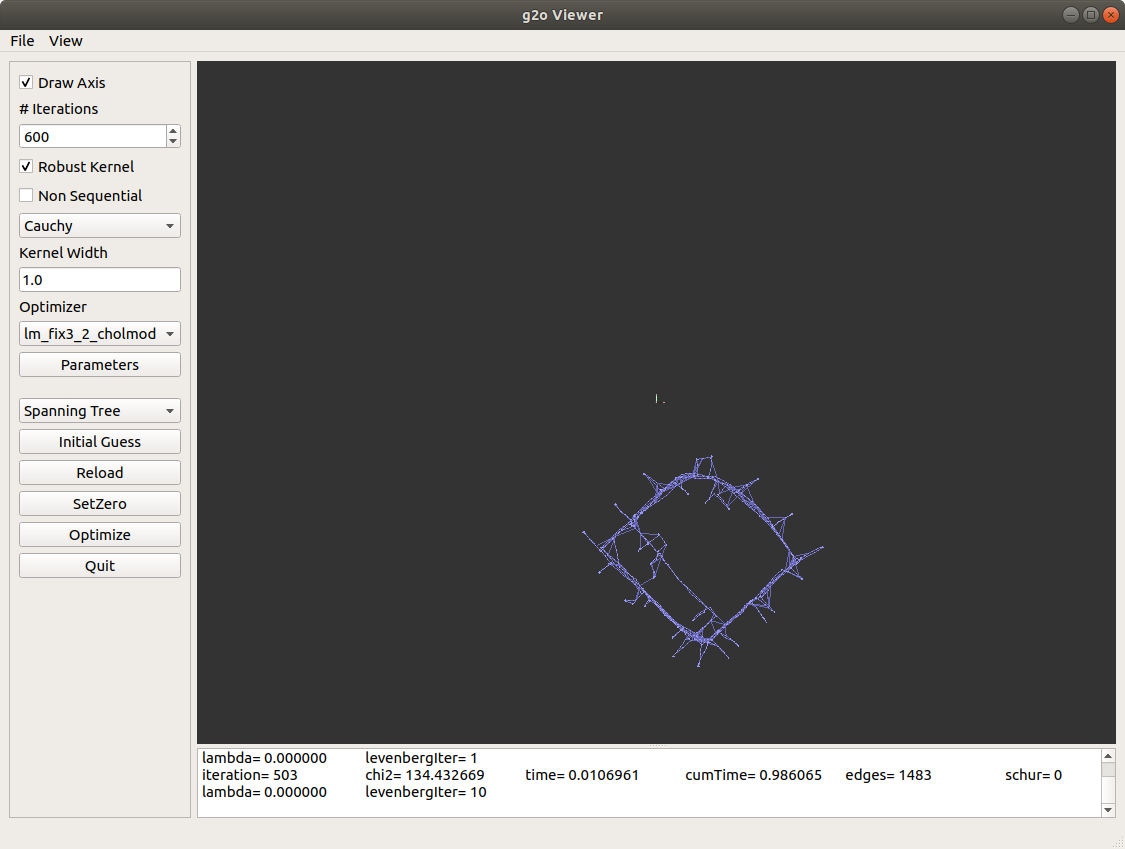 g2o Viewer
File View
Draw Axis
# Iterations
600
Robust Kernel
Non Sequential
Cauchy
Kernel Width
1.0
Optimizer
lm_fix3_2_cholmod
Parameters
Spanning Tree
Initial Guess
Reload
SetZero
Optimize
Quit
lambda= 0.000000 levenbergIter= 1
iteration= 503 chi2= 134.432669 time= 0.0106961 cumTime= 0.986065 edges= 1483 schur= 0
lambda= 0.000000 levenbergIter= 10